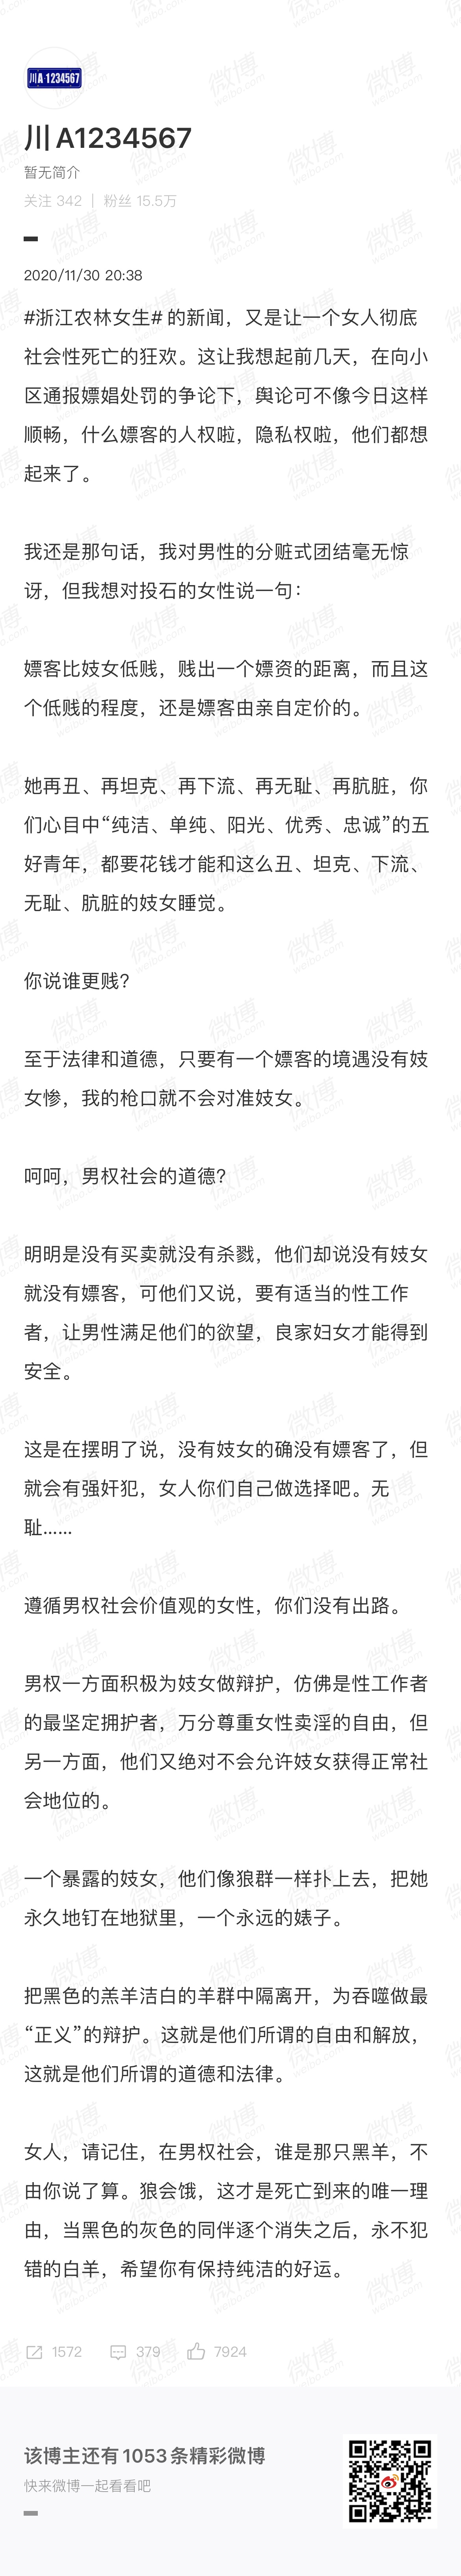 川A·1234567
川A1234567
暂无简介
关注 342 | 粉丝 15.5万
2020/11/30 20:38
#浙江农林女生# 的新闻，又是让一个女人彻底
社会性死亡的狂欢。这让我想起前几天，在向小
区通报嫖娼处罚的争论下，舆论可不像今日这样
顺畅，什么嫖客的人权啦，隐私权啦，他们都想
起来了。
我还是那句话，我对男性的分赃式团结毫无惊
讶，但我想对投石的女性说一句：
嫖客比妓女低贱，贱出一个嫖资的距离，而且这
个低贱的程度，还是嫖客由亲自定价的。
她再丑、再坦克、再下流、再无耻、再肮脏，你
们心目中“纯洁、单纯、阳光、优秀、忠诚”的五
好青年，都要花钱才能和这么丑、坦克、下流、
无耻、肮脏的妓女睡觉。
你说谁更贱？
至于法律和道德，只要有一个嫖客的境遇没有妓
女惨，我的枪口就不会对准妓女。
呵呵，男权社会的道德？
明明是没有买卖就没有杀戮，他们却说没有妓女
就没有嫖客，可他们又说，要有适当的性工作
者，让男性满足他们的欲望，良家妇女才能得到
安全。
这是在摆明了说，没有妓女的确没有嫖客了，但
就会有强奸犯，女人你们自己做选择吧。无
耻……
遵循男权社会价值观的女性，你们没有出路。
男权一方面积极为妓女做辩护，仿佛是性工作者
的最坚定拥护者，万分尊重女性卖淫的自由，但
另一方面，他们又绝对不会允许妓女获得正常社
会地位的。
一个暴露的妓女，他们像狼群一样扑上去，把她
永久地钉在地狱里，一个永远的婊子。
把黑色的羔羊洁白的羊群中隔离开，为吞噬做最
“正义”的辩护。这就是他们所谓的自由和解放，
这就是他们所谓的道德和法律。
女人，请记住，在男权社会，谁是那只黑羊，不
由你说了算。狼会饿，这才是死亡到来的唯一理
由，当黑色的灰色的同伴逐个消失之后，永不犯
错的白羊，希望你有保持纯洁的好运。
1572 379 7924
该博主还有1053条精彩微博
快来微博一起看看吧